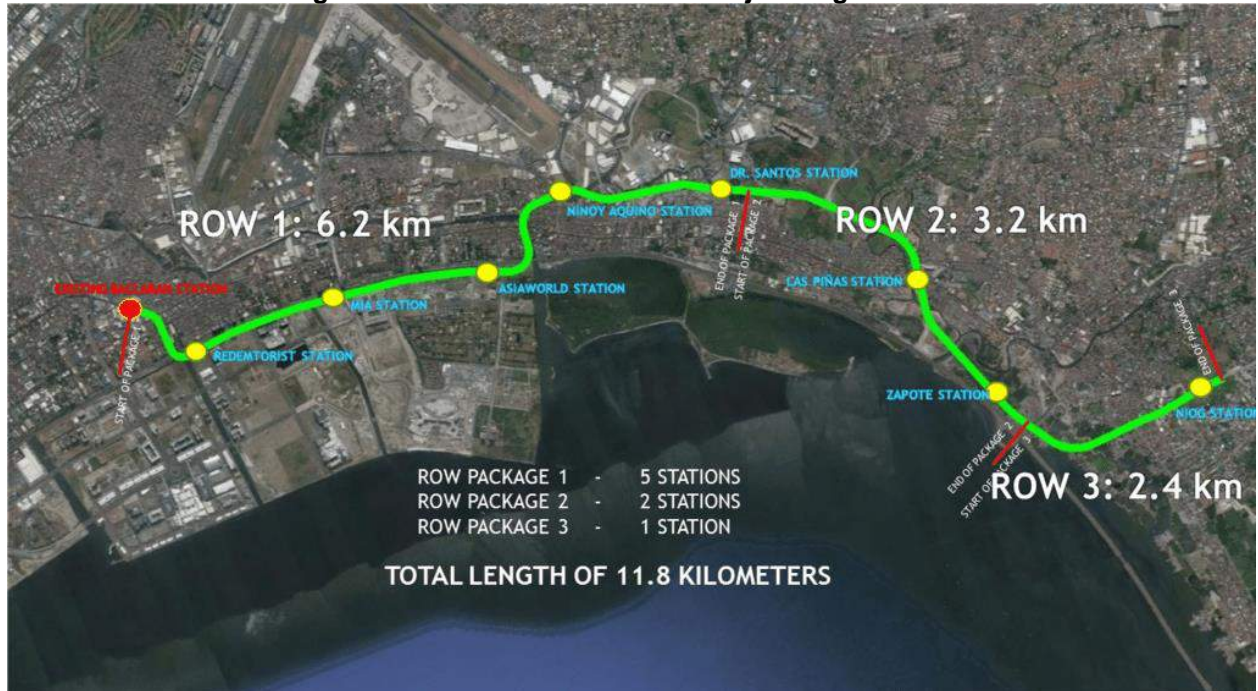 ROW 1: 6.2 km
ROW 2: 3.2 km
ROW 3: 2.4 km
EXISTING BACLARAN STATION
START OF PACKAGE 1
REDEMTORIST STATION
MIA STATION
ASIAWORLD STATION
NINOY AQUINO STATION
DR. SANTOS STATION
END OF PACKAGE 1
START OF PACKAGE 2
LAS PIÑAS STATION
ZAPOTE STATION
END OF PACKAGE 2
START OF PACKAGE 3
NIOG STATION
END OF PACKAGE 3
ROW PACKAGE 1 - 5 STATIONS
ROW PACKAGE 2 - 2 STATIONS
ROW PACKAGE 3 - 1 STATION
TOTAL LENGTH OF 11.8 KILOMETERS